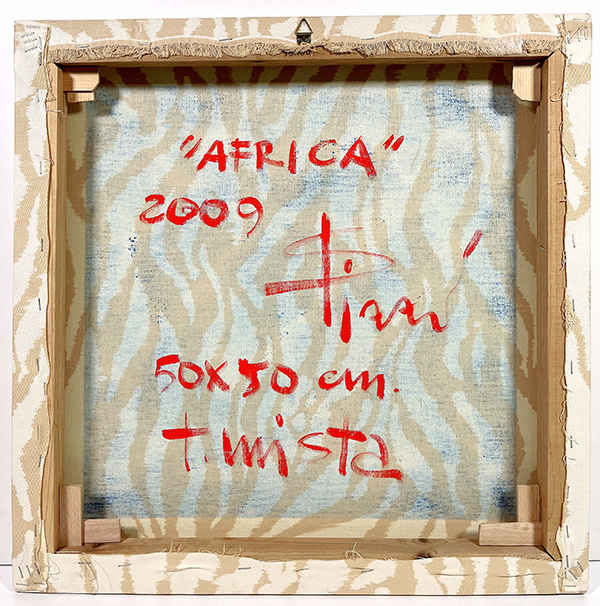 "AFRICA"
2009
50X50 cm.
t. mista